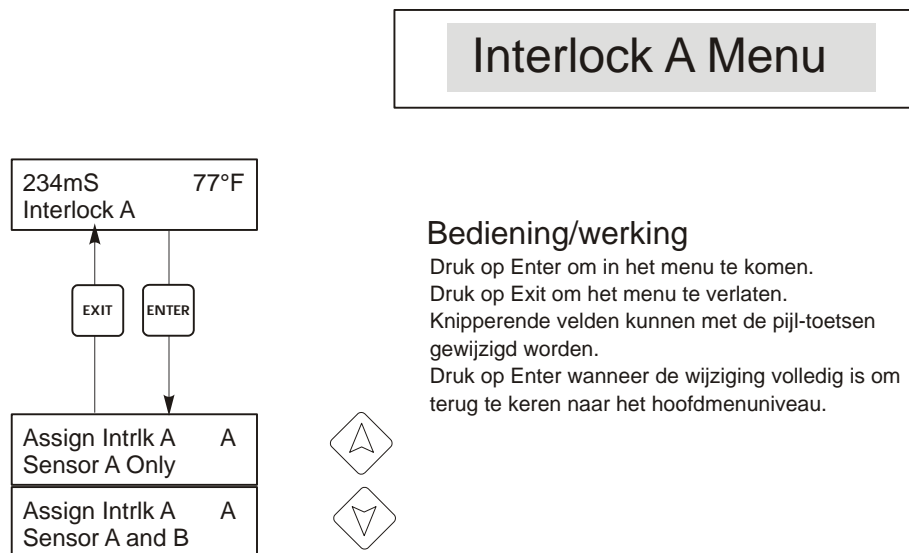 Interlock A Menu
234mS 77°F
Interlock A
EXIT ENTER
Assign Intrlk A A
Sensor A Only
Assign Intrlk A A
Sensor A and B
Bediening/werking
Druk op Enter om in het menu te komen.
Druk op Exit om het menu te verlaten.
Knipperende velden kunnen met de pijl-toetsen
gewijzigd worden.
Druk op Enter wanneer de wijziging volledig is om
terug te keren naar het hoofdmenuniveau.